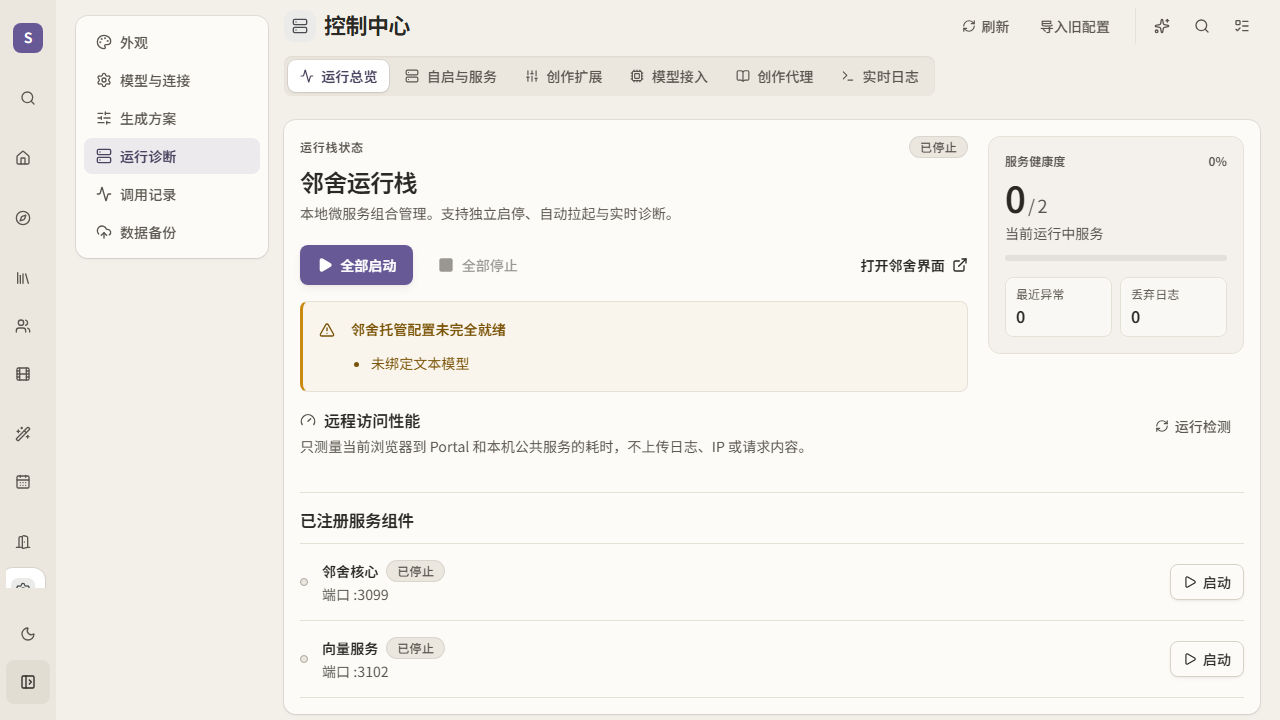 S
外观
模型与连接
生成方案
运行诊断
调用记录
数据备份
控制中心
刷新
导入旧配置
运行总览
自启与服务
创作扩展
模型接入
创作代理
实时日志
运行栈状态
已停止
邻舍运行栈
本地微服务组合管理。支持独立启停、自动拉起与实时诊断。
全部启动
全部停止
打开邻舍界面
邻舍托管配置未完全就绪
未绑定文本模型
服务健康度
0%
0 / 2
当前运行中服务
最近异常
0
丢弃日志
0
远程访问性能
只测量当前浏览器到 Portal 和本机公共服务的耗时，不上传日志、IP 或请求内容。
运行检测
已注册服务组件
邻舍核心
已停止
端口 :3099
启动
向量服务
已停止
端口 :3102
启动